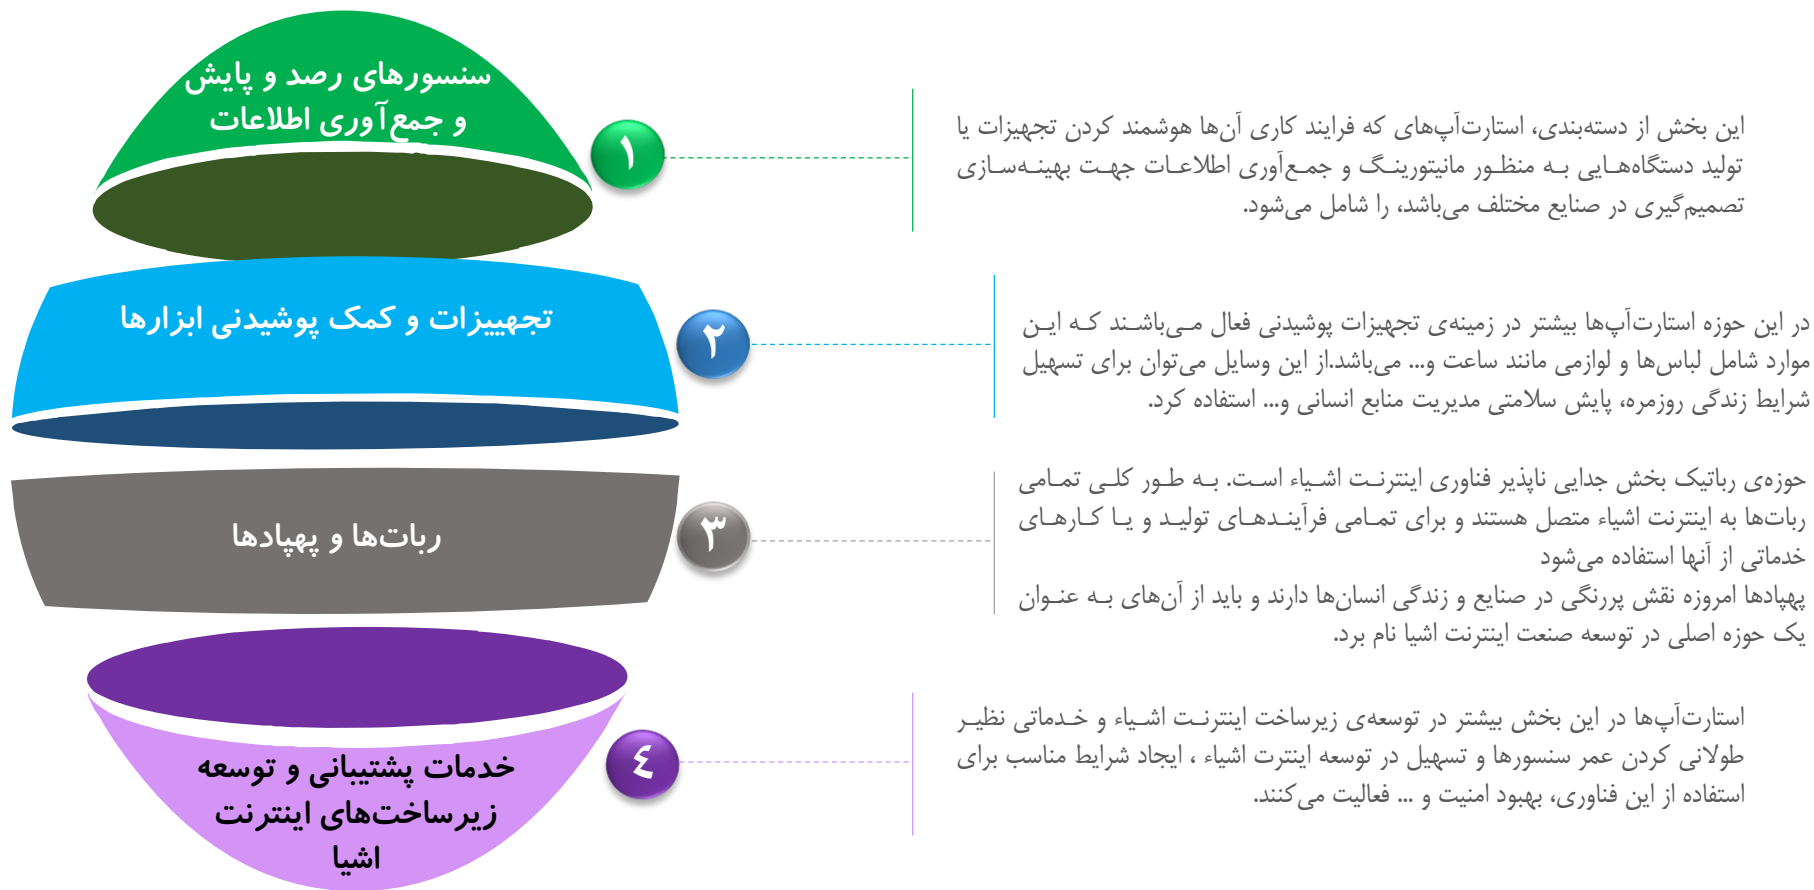 سنسورهای رصد و پایش
و جمع‌آوری اطلاعات
۱
این بخش از دسته‌بندی، استارت‌آپ‌های که فرایند کاری آن‌ها هوشمند کردن تجهیزات یا
تولید دستگاه‌هایی به منظور مانیتورینگ و جمع‌آوری اطلاعات جهت بهینه‌سازی
تصمیم‌گیری در صنایع مختلف می‌باشد، را شامل می‌شود.
تجهییزات و کمک پوشیدنی ابزارها
۲
در این حوزه استارت‌آپ‌ها بیشتر در زمینه‌ی تجهیزات پوشیدنی فعال می‌باشند که این
موارد شامل لباس‌ها و لوازمی مانند ساعت و... می‌باشد.از این وسایل می‌توان برای تسهیل
شرایط زندگی روزمره، پایش سلامتی مدیریت منابع انسانی و... استفاده کرد.
ربات‌ها و پهپادها
۳
حوزه‌ی رباتیک بخش جدایی ناپذیر فناوری اینترنت اشیاء است. به طور کلی تمامی
ربات‌ها به اینترنت اشیاء متصل هستند و برای تمامی فرآیندهای تولید و یا کارهای
خدماتی از آنها استفاده می‌شود
پهپادها امروزه نقش پررنگی در صنایع و زندگی انسان‌ها دارند و باید از آن‌های به عنوان
یک حوزه اصلی در توسعه صنعت اینترنت اشیا نام برد.
خدمات پشتیبانی و توسعه
زیرساخت‌های اینترنت
اشیا
٤
استارت‌آپ‌ها در این بخش بیشتر در توسعه‌ی زیرساخت اینترنت اشیاء و خدماتی نظیر
طولانی کردن عمر سنسورها و تسهیل در توسعه اینترت اشیاء ، ایجاد شرایط مناسب برای
استفاده از این فناوری، بهبود امنیت و ... فعالیت می‌کنند.